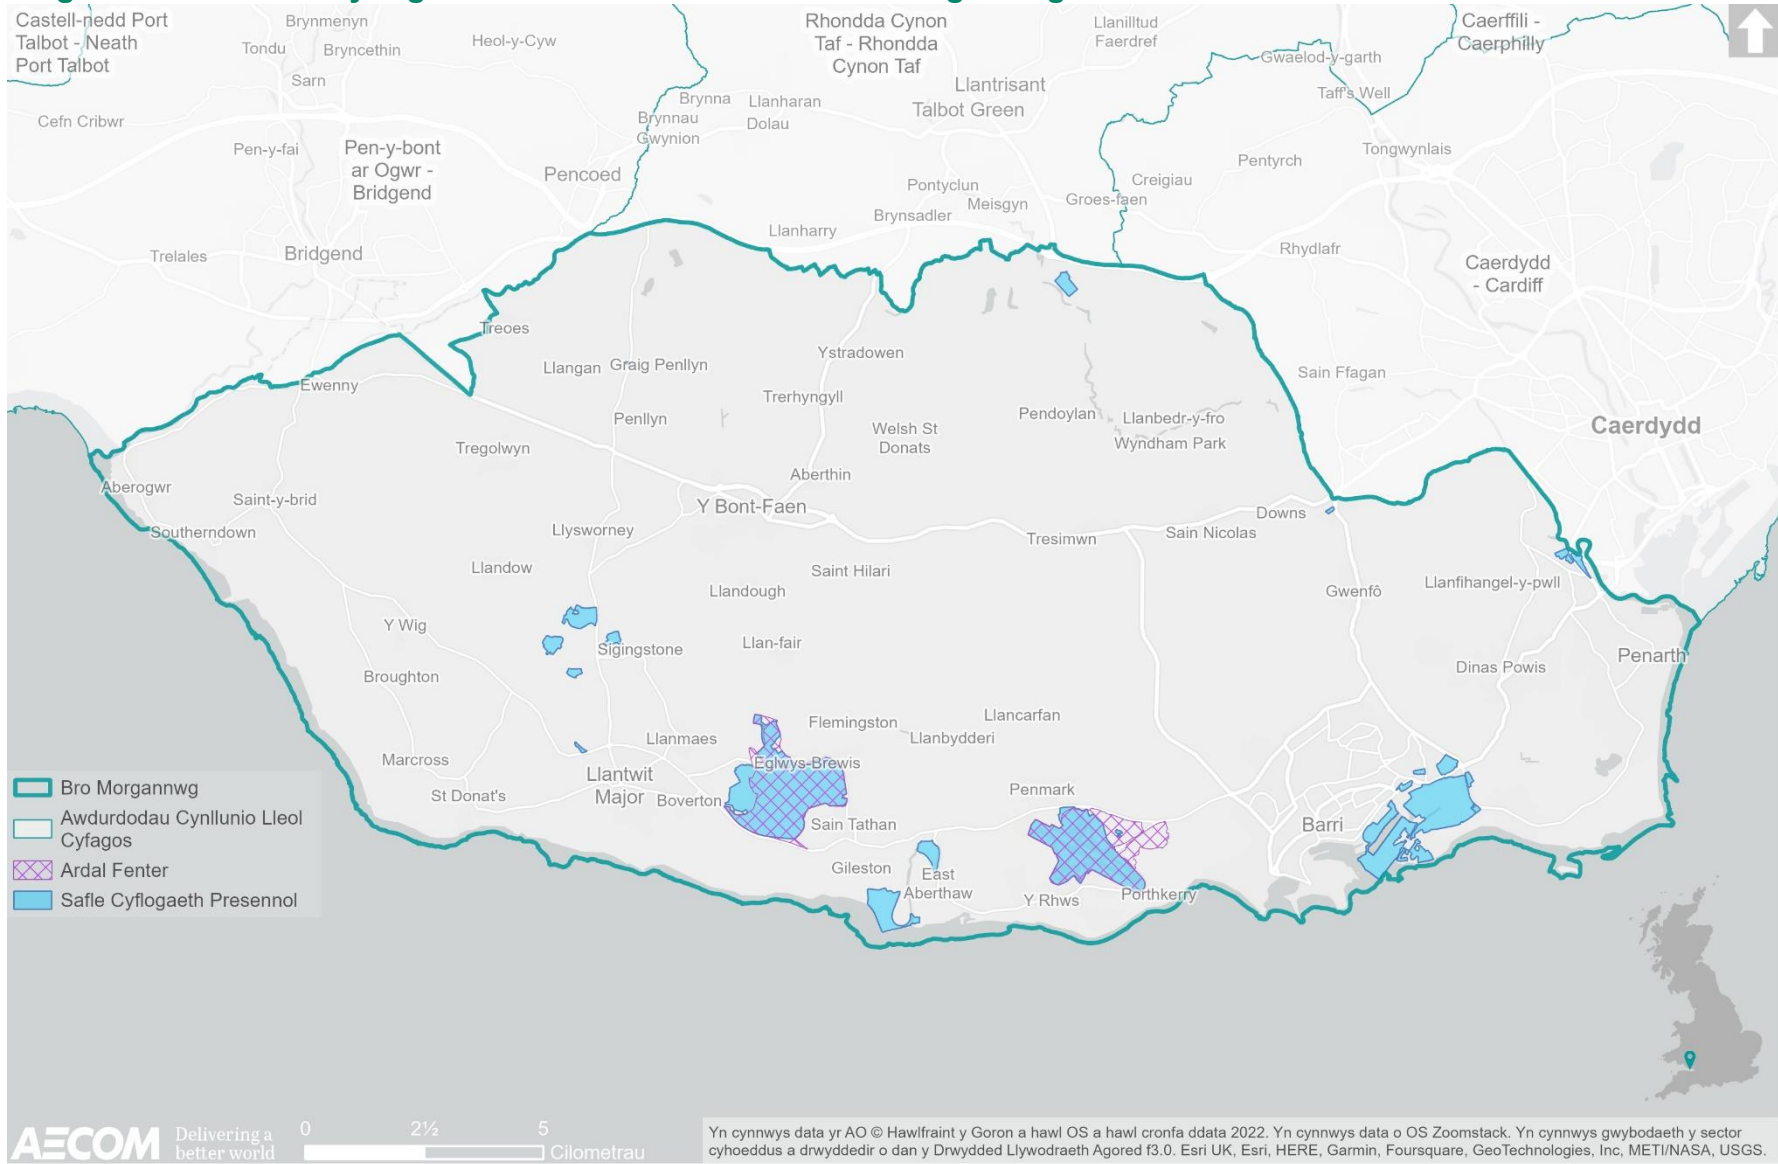 Castell-nedd Port
Talbot - Neath
Port Talbot
Brynmenyn
Tondu
Bryncethin
Heol-y-Cyw
Sarn
Cefn Cribwr
Pen-y-fai
Pen-y-bont
ar Ogwr -
Bridgend
Pencoed
Trelales
Bridgend
Rhondda Cynon
Taf - Rhondda
Cynon Taf
Llanilltud
Faerdref
Caerffili -
Caerphilly
Gwaelod-y-garth
Taff's Well
Llantrisant
Talbot Green
Brynna
Llanharan
Brynnau
Gwynion
Dolau
Tongwynlais
Pentyrch
Creigiau
Pontyclun
Meisgyn
Groes-faen
Brynsadler
Llanharry
Rhydlafr
Caerdydd
- Cardiff
Treoes
Llangan
Graig Penllyn
Ystradowen
Ewenny
Trerhyngyll
Sain Ffagan
Penllyn
Pendoylan
Llanbedr-y-fro
Welsh St
Donats
Wyndham Park
Caerdydd
Tregolwyn
Aberthin
Aberogwr
Saint-y-brid
Y Bont-Faen
Southerndown
Llysworney
Tresimwn
Sain Nicolas
Downs
Llandow
Saint Hilari
Llandough
Gwenfô
Llanfihangel-y-pwll
Y Wig
Sigingstone
Llan-fair
Dinas Powis
Penarth
Broughton
Flemingston
Llancarfan
Llanmaes
Llanbydderi
Marcross
Eglwys-Brewis
Llantwit
Major
St Donat's
Boverton
Penmark
Sain Tathan
Barri
Gileston
East
Aberthaw
Y Rhws
Porthkerry
Bro Morgannwg
Awdurdodau Cynllunio Lleol
Cyfagos
Ardal Fenter
Safle Cyflogaeth Presennol
AECOM
Delivering a
better world
0 2½ 5
Cilometrau
Yn cynnwys data yr AO © Hawlfraint y Goron a hawl OS a hawl cronfa ddata 2022. Yn cynnwys data o OS Zoomstack. Yn cynnwys gwybodaeth y sector
cyhoeddus a drwyddedir o dan y Drwydded Llywodraeth Agored f3.0. Esri UK, Esri, HERE, Garmin, Foursquare, GeoTechnologies, Inc, METI/NASA, USGS.